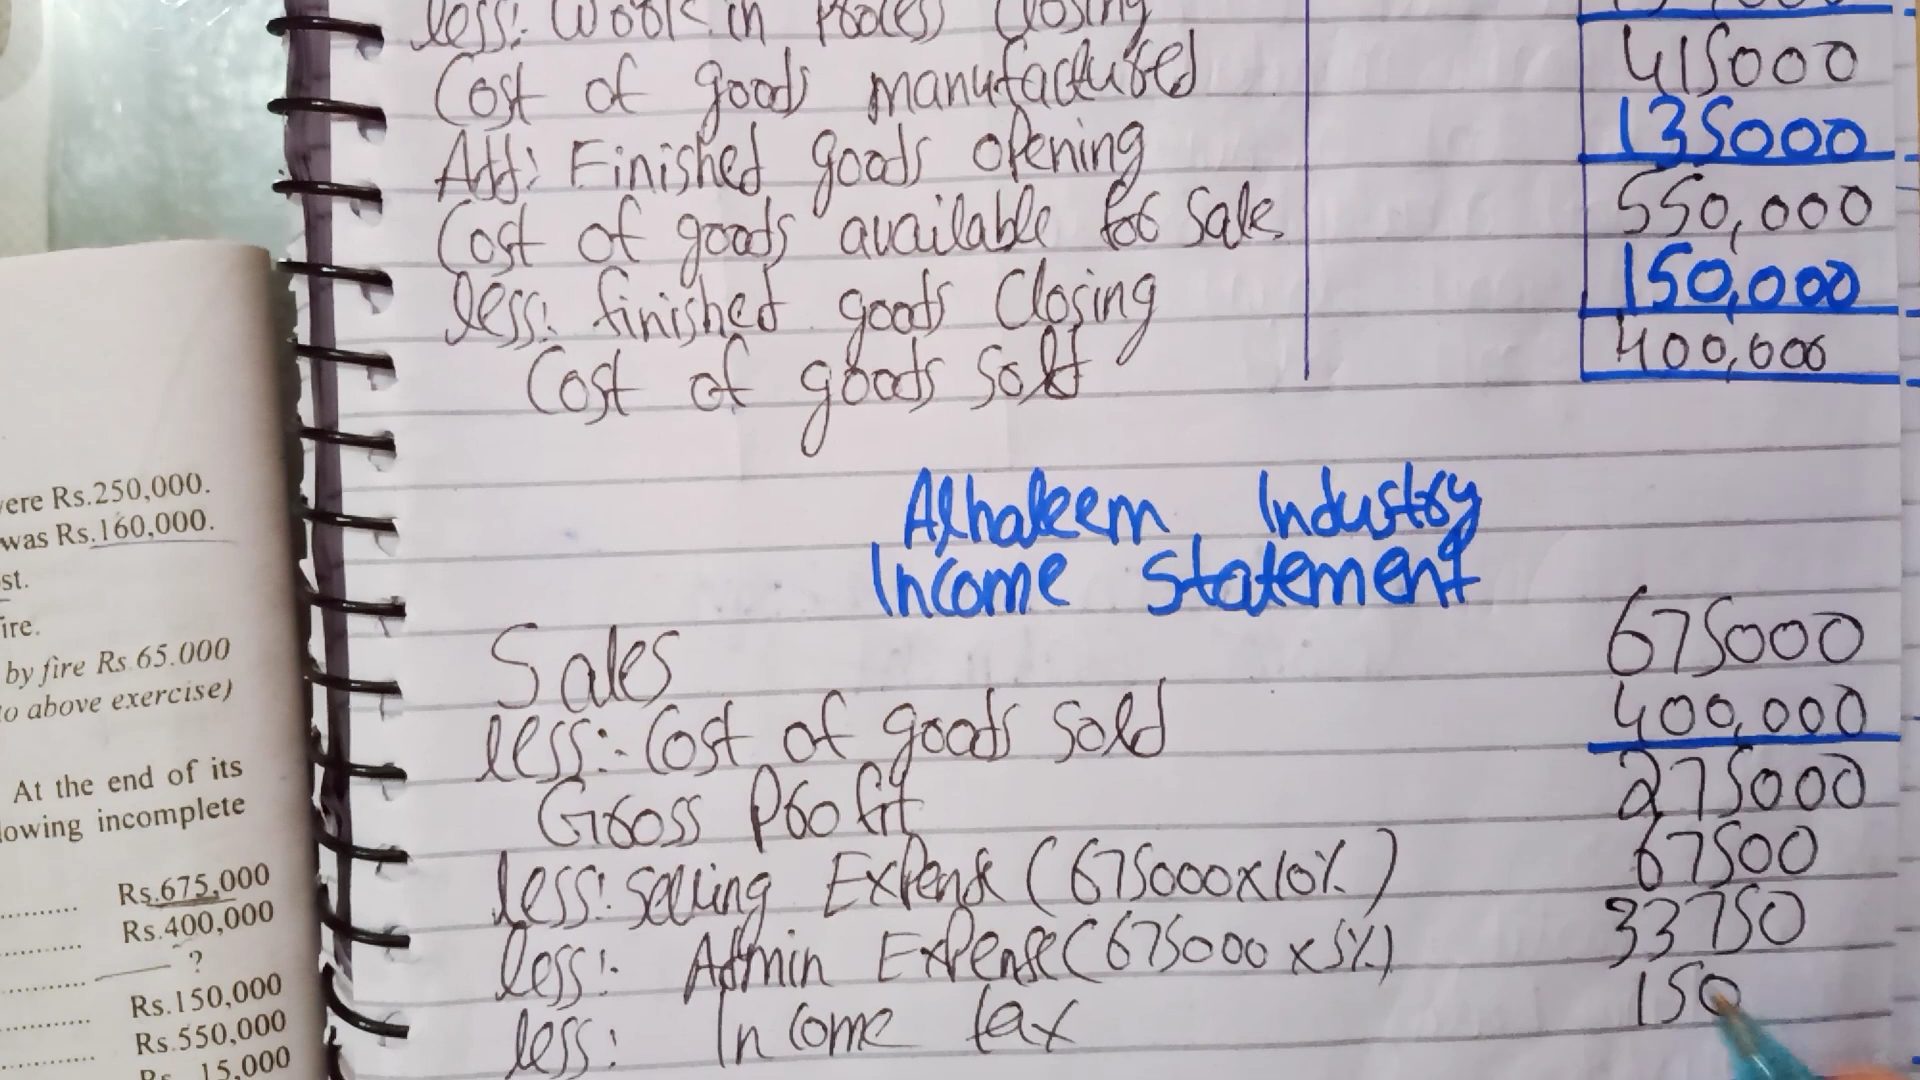 less: Work in Process Closing
Cost of goods manufactured 415000
Add: Finished goods opening 135000
Cost of goods available for sale 550,000
less: finished goods Closing 150,000
Cost of goods sold 400,000
Alhaleem Industry
Income Statement
Sales 675000
less:- Cost of goods sold 400,000
Gross Profit 275000
less: selling Expense (675000x10%) 67500
less: Admin Expense (675000x5%) 33750
less: Income tax 150
were Rs.250,000.
was Rs.160,000.
st.
ire.
by fire Rs.65.000
to above exercise)
At the end of its
lowing incomplete
.......... Rs.675,000
.......... Rs.400,000
.......... ?
.......... Rs.150,000
.......... Rs.550,000
Rs. 15,000